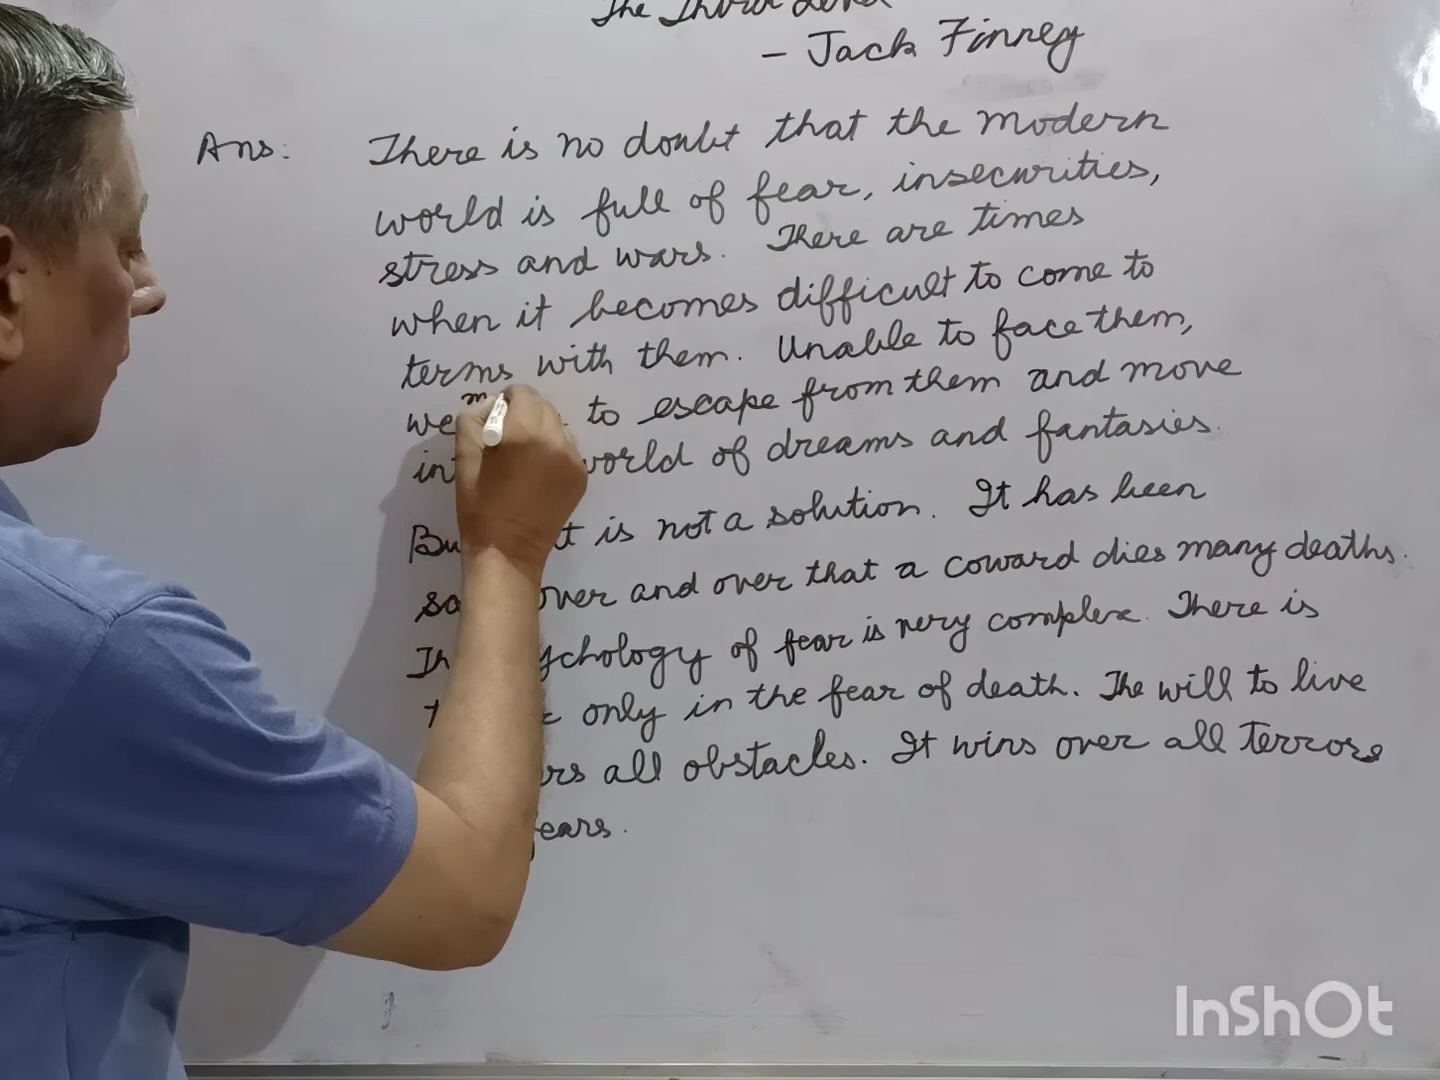 The Third Level
- Jack Finney
Ans: There is no doubt that the modern
world is full of fear, insecurities,
stress and wars. There are times
when it becomes difficult to come to
terms with them. Unable to face them,
we to escape from them and move
world of dreams and fantasies.
is not a solution. It has been
over and over that a coward dies many deaths.
of fear is very complex. There is
only in the fear of death. The will to live
all obstacles. It wins over all terrors
fears.
InShOt